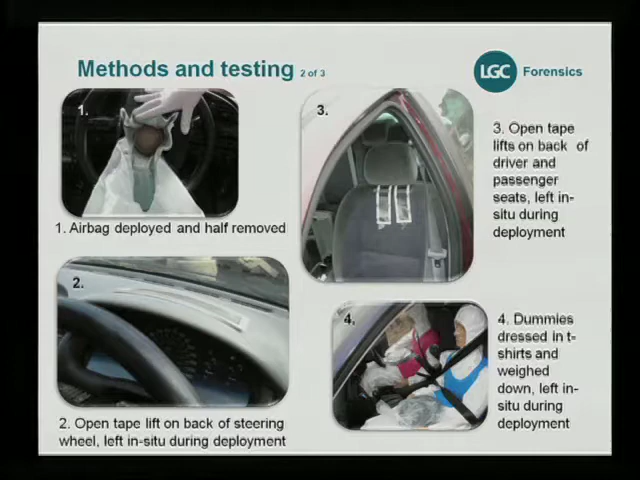 Methods and testing 2 of 3
LGC Forensics
1.
1. Airbag deployed and half removed
2.
2. Open tape lift on back of steering
wheel, left in-situ during deployment
3.
3. Open tape
lifts on back of
driver and
passenger
seats, left in-
situ during
deployment
4.
4. Dummies
dressed in t-
shirts and
weighed
down, left in-
situ during
deployment